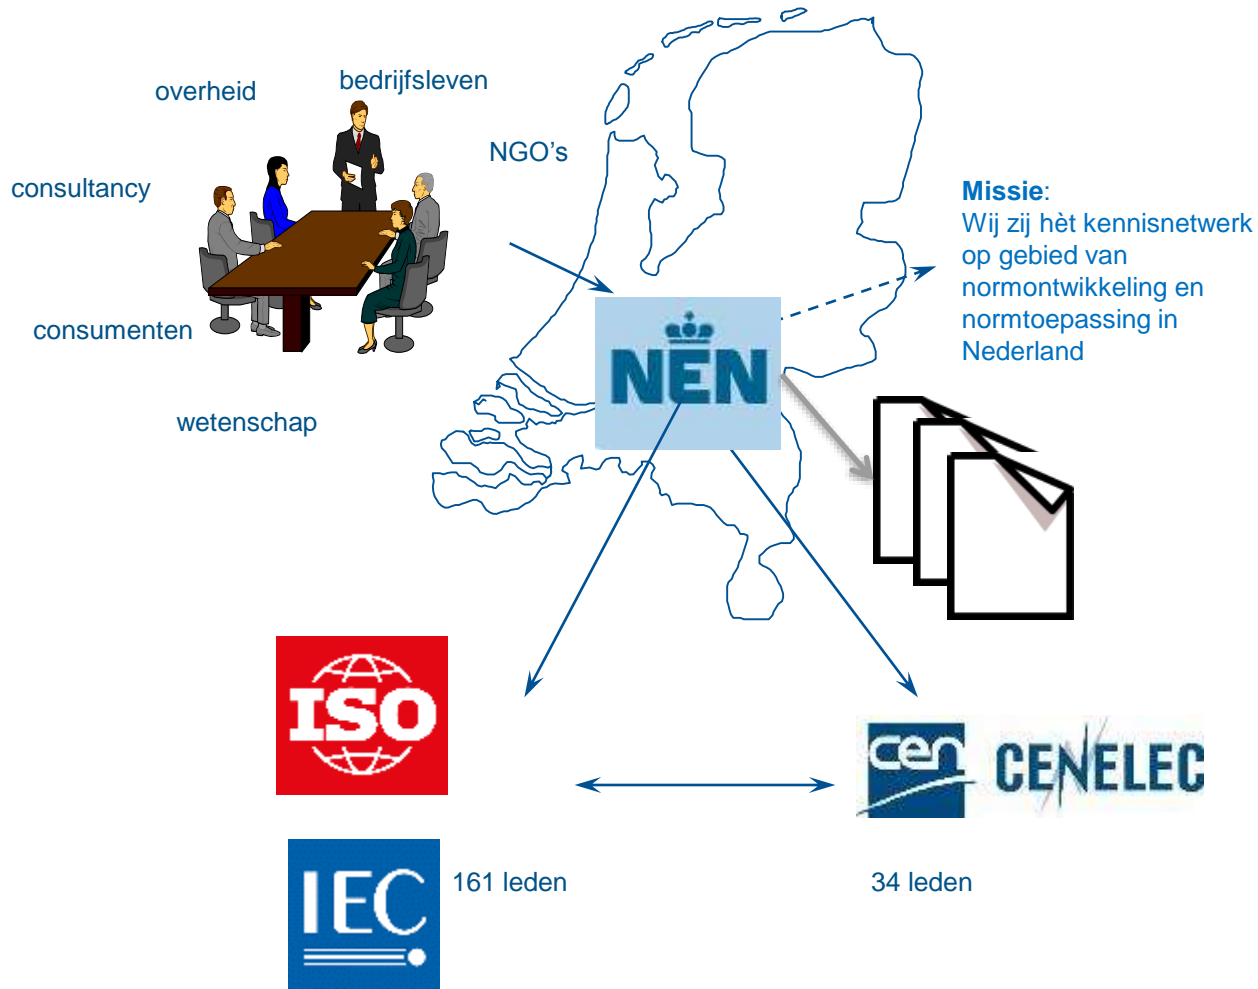 overheid
bedrijfsleven
NGO’s
consultancy
consumenten
wetenschap
Missie:
Wij zij hèt kennisnetwerk
op gebied van
normontwikkeling en
normtoepassing in
Nederland
NEN
ISO
cen
CENELEC
IEC
161 leden
34 leden